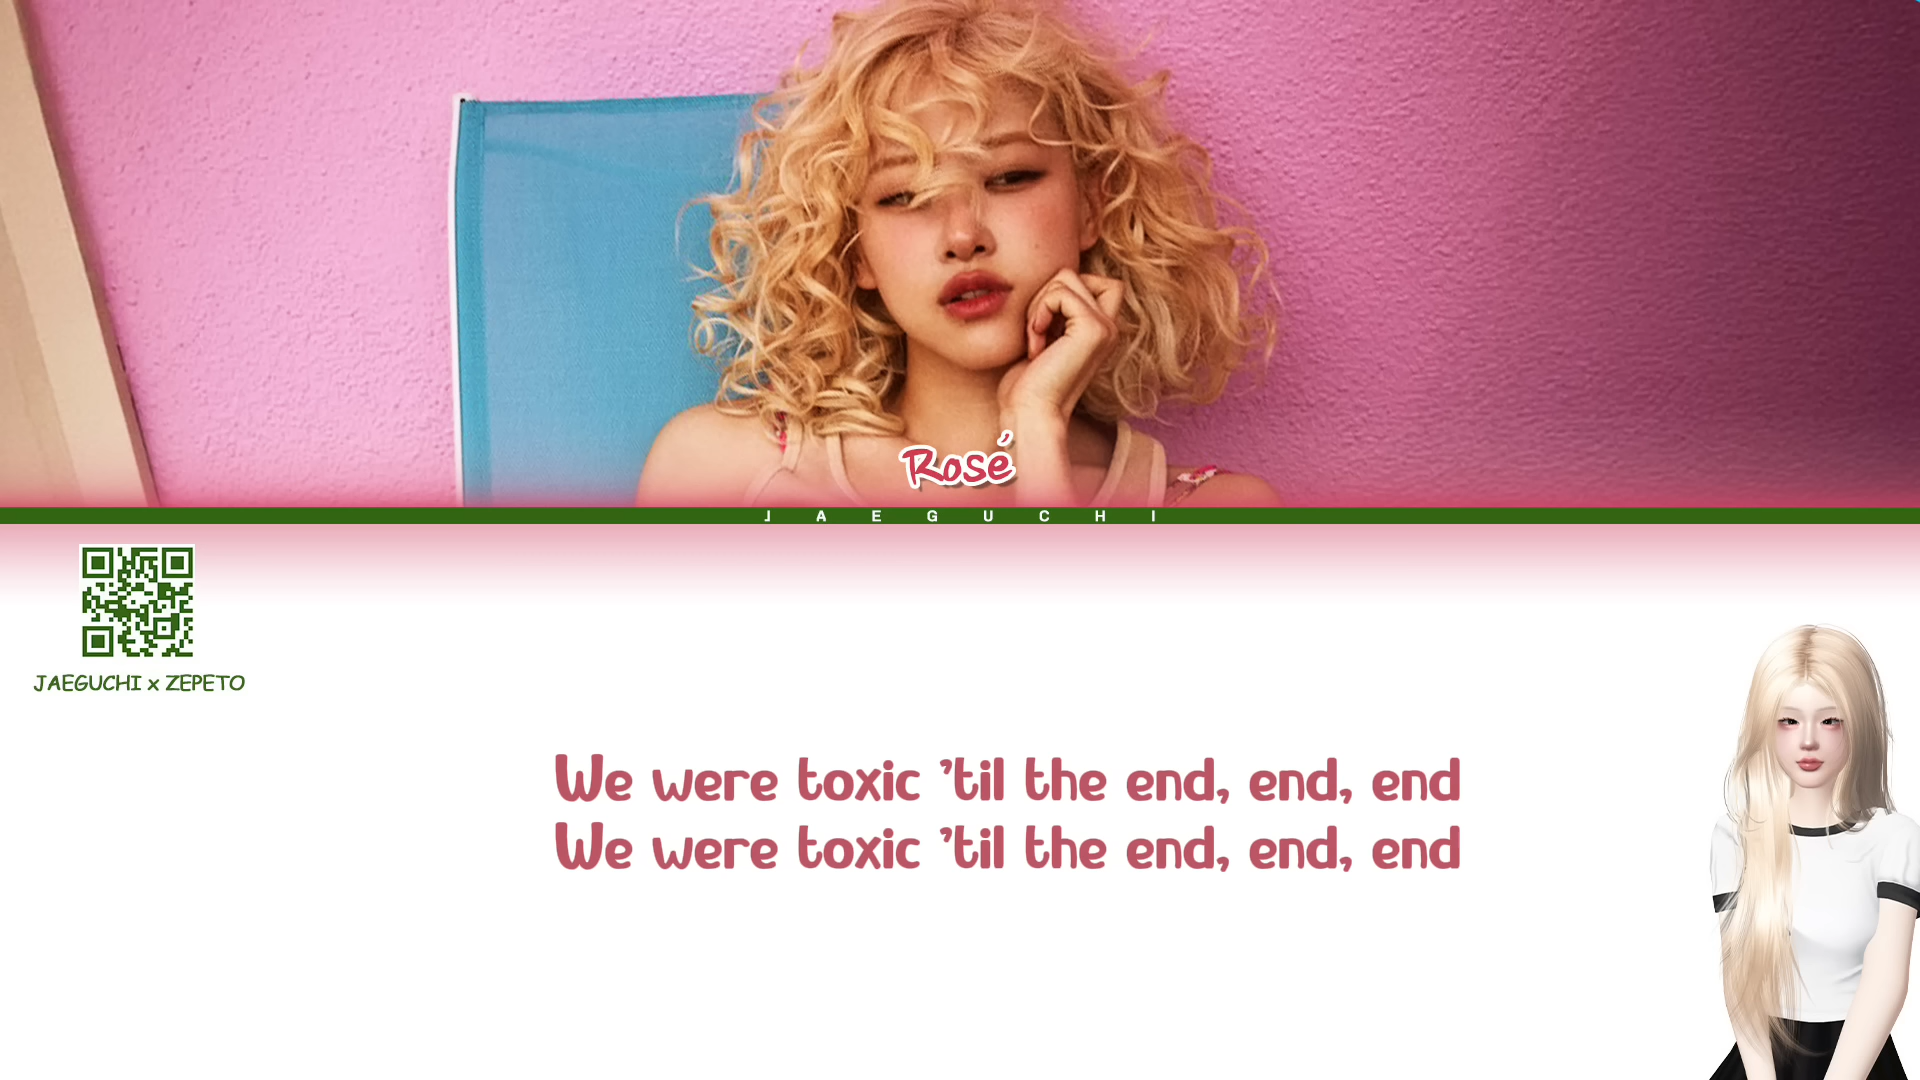 Rosé
JAEGUCHI
JAEGUCHI x ZEPETO
We were toxic ’til the end, end, end
We were toxic ’til the end, end, end